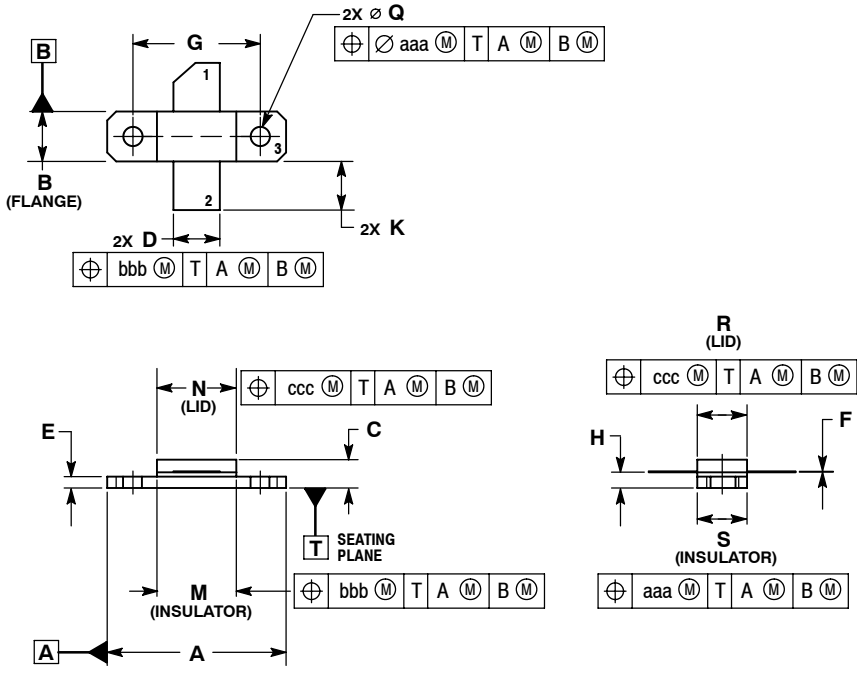 2X ⌀ Q
⌖ ⌀ aaa Ⓜ T A Ⓜ B Ⓜ
G
B
1
3
B
(FLANGE)
2
2X K
2X D
⌖ bbb Ⓜ T A Ⓜ B Ⓜ
R
(LID)
⌖ ccc Ⓜ T A Ⓜ B Ⓜ
N
(LID)
⌖ ccc Ⓜ T A Ⓜ B Ⓜ
E
C
H
F
T SEATING
PLANE
S
(INSULATOR)
⌖ aaa Ⓜ T A Ⓜ B Ⓜ
M
(INSULATOR)
⌖ bbb Ⓜ T A Ⓜ B Ⓜ
A
A